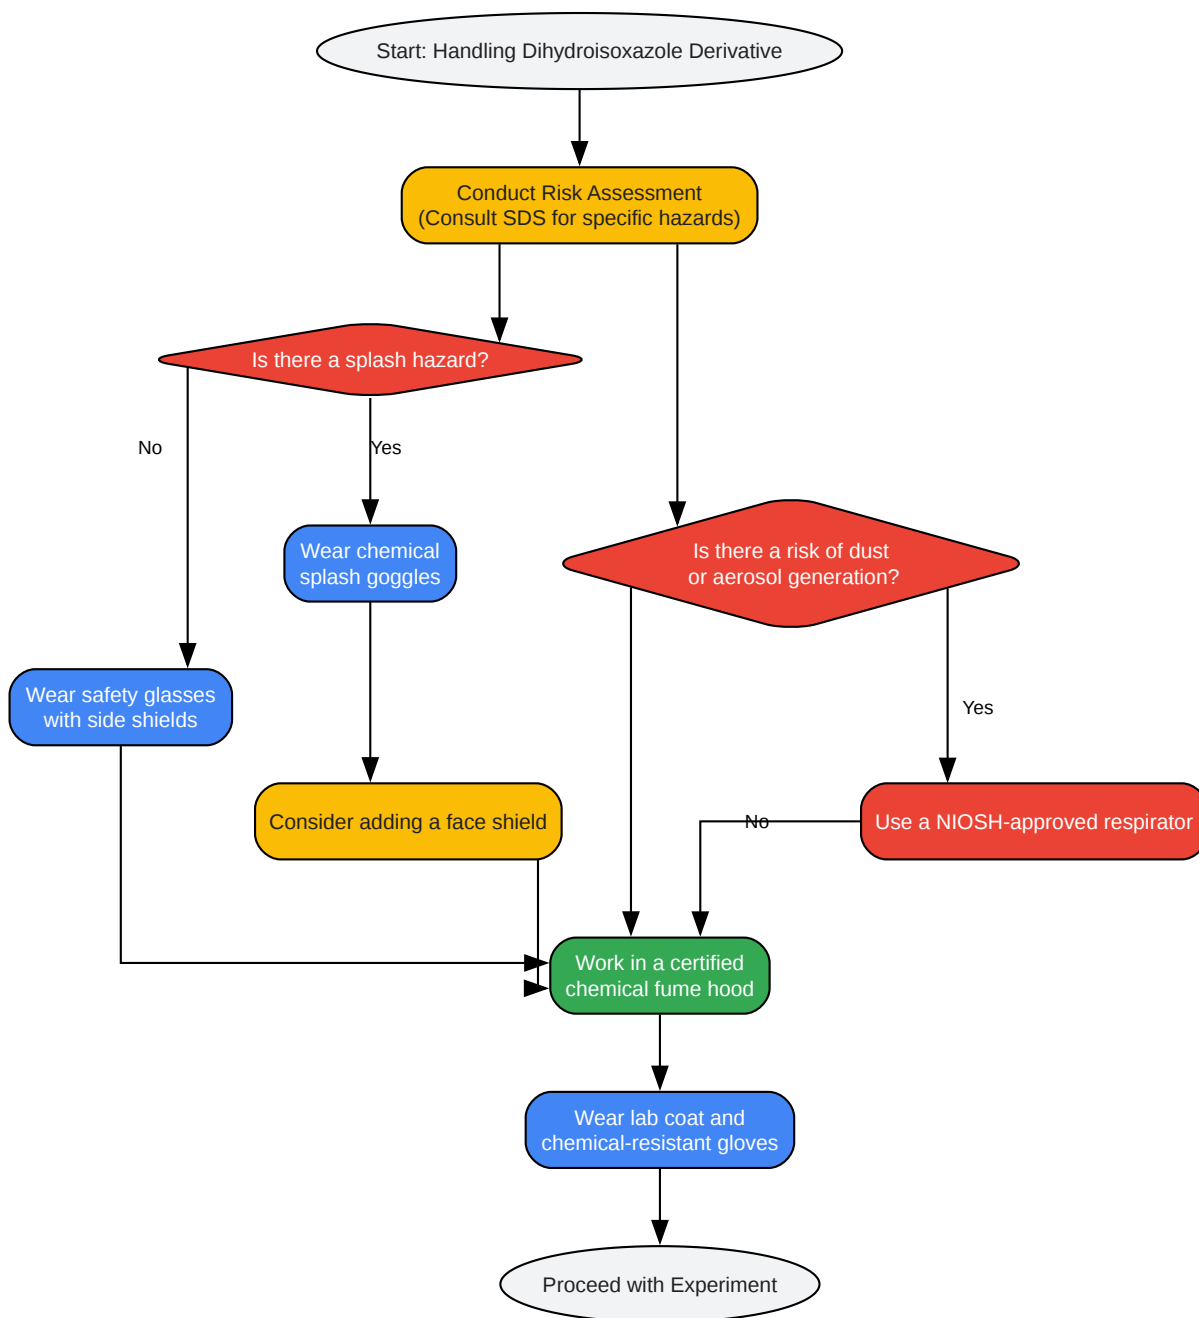 Start: Handling Dihydroisoxazole Derivative
Conduct Risk Assessment
(Consult SDS for specific hazards)
Is there a splash hazard?
No
Yes
Wear chemical
splash goggles
Is there a risk of dust
or aerosol generation?
Wear safety glasses
with side shields
Yes
Consider adding a face shield
No
Use a NIOSH-approved respirator
Work in a certified
chemical fume hood
Wear lab coat and
chemical-resistant gloves
Proceed with Experiment